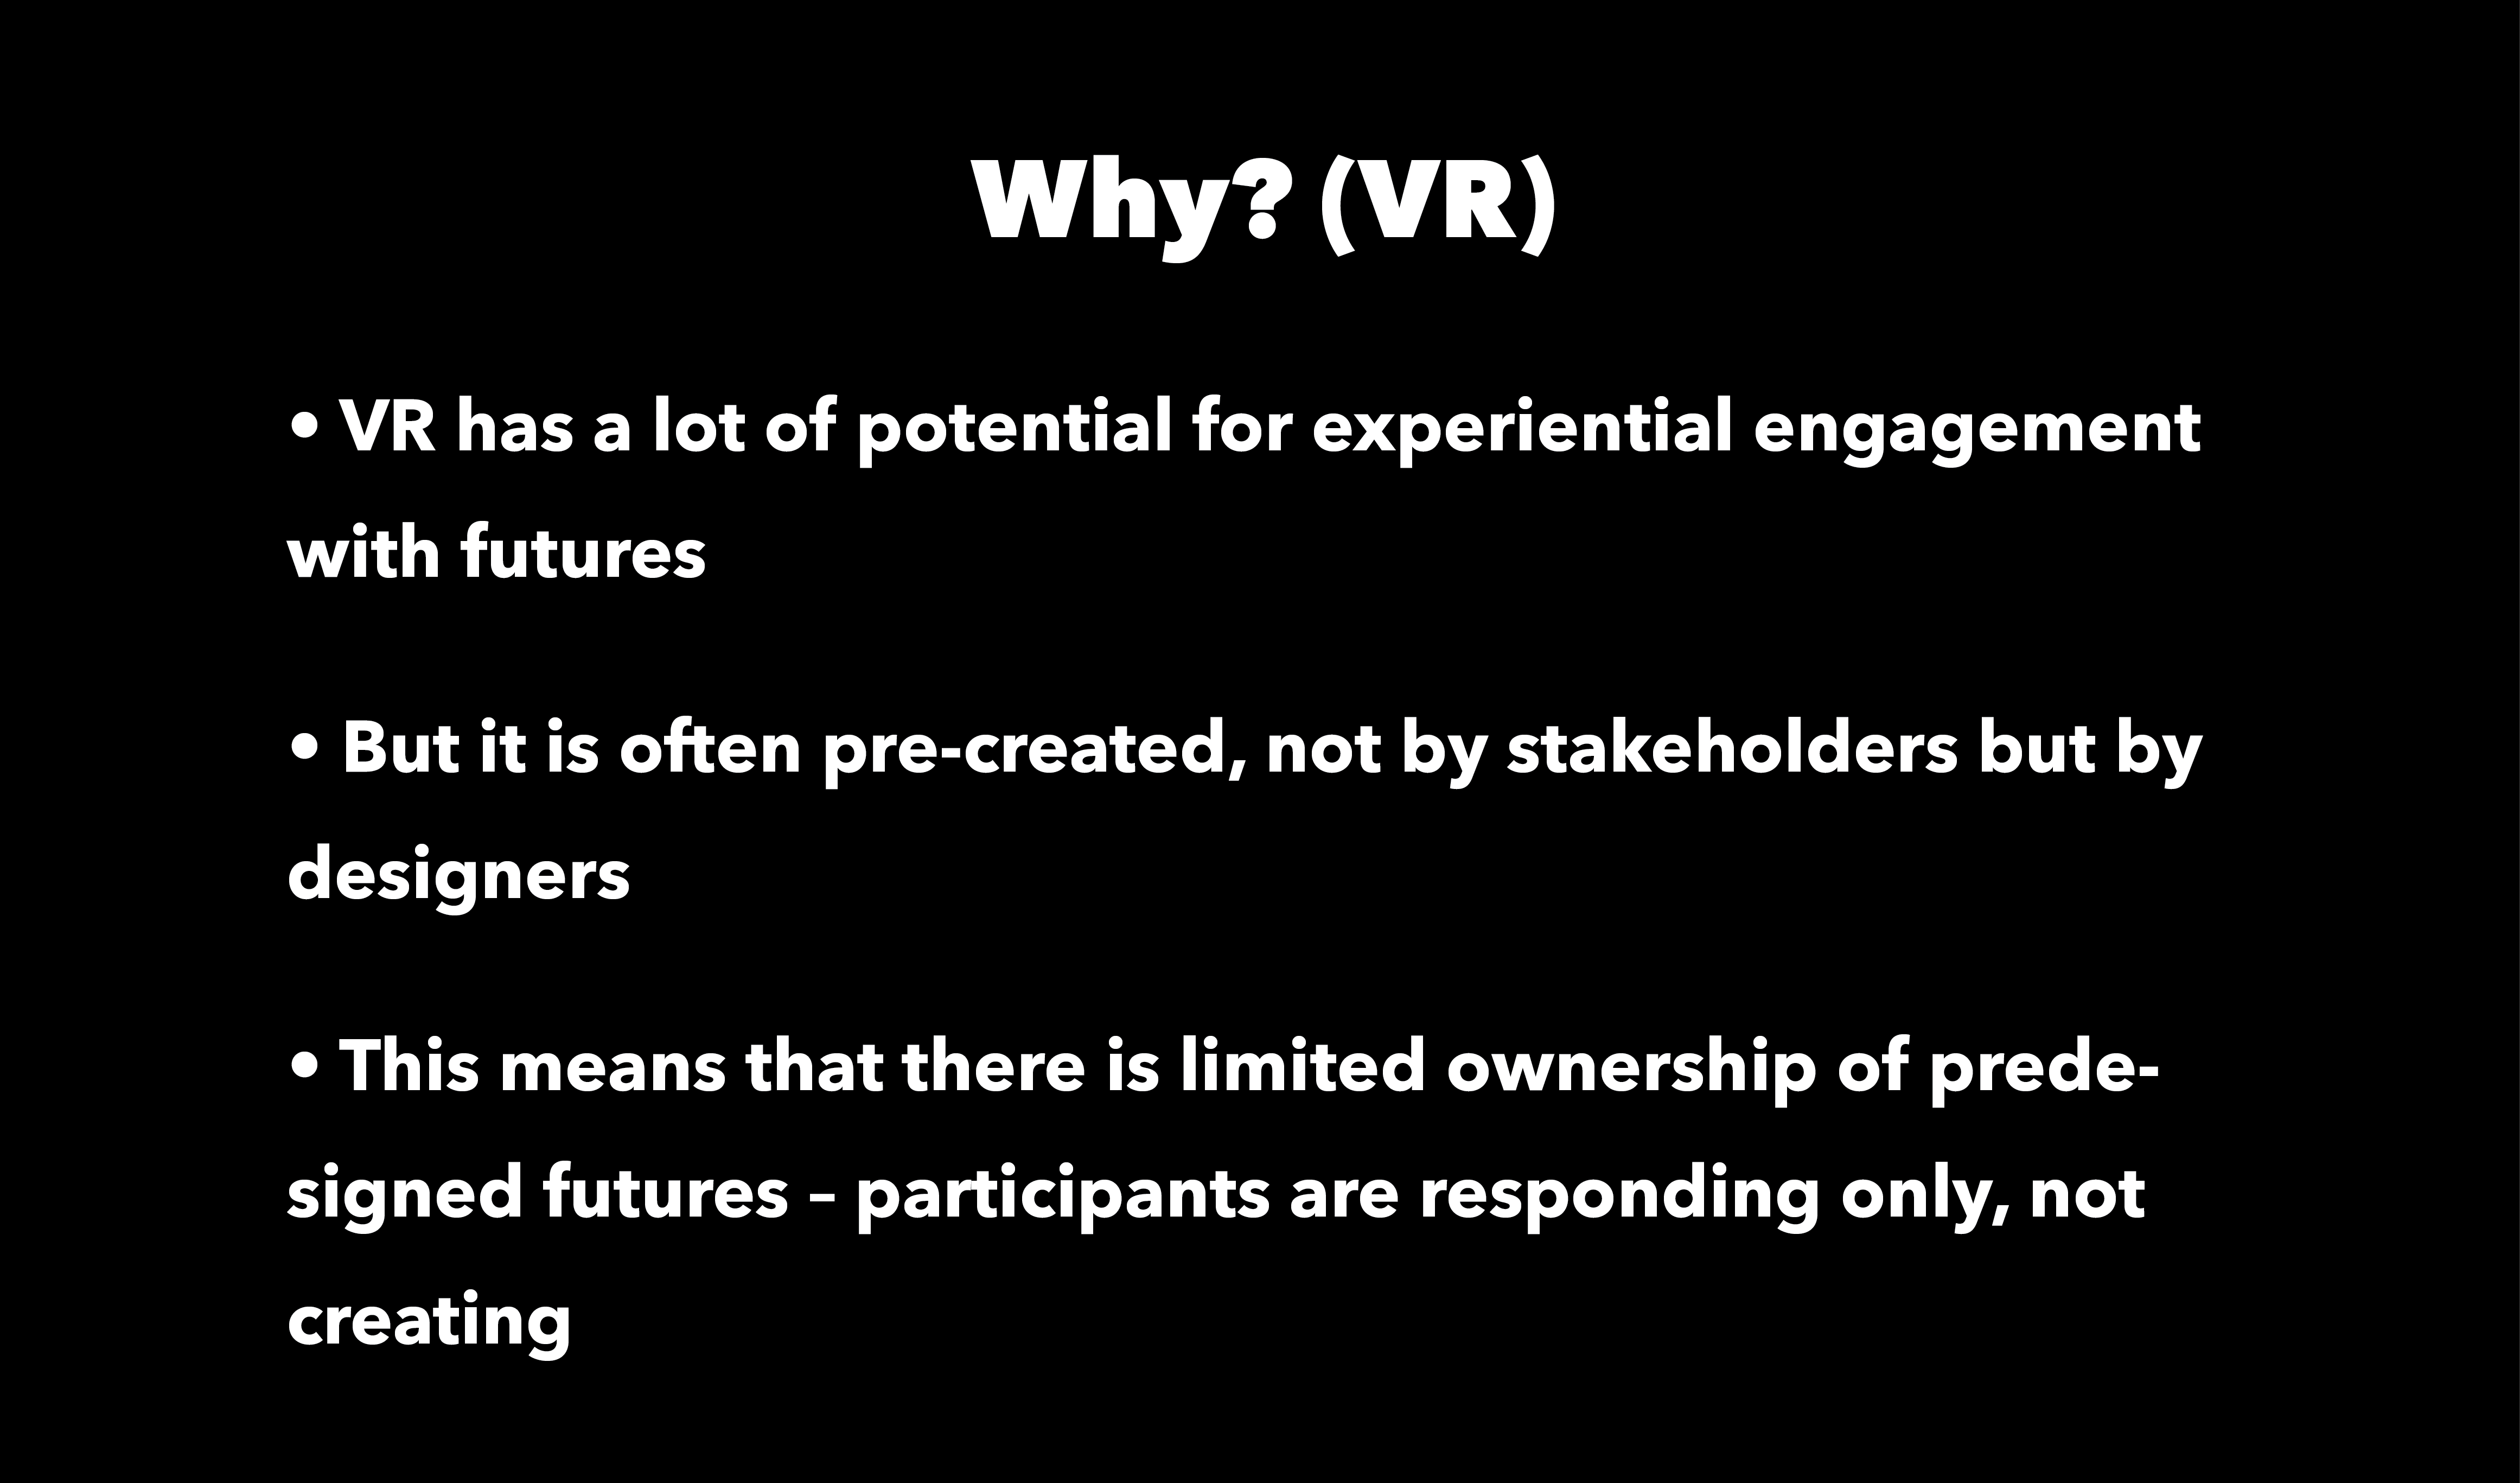 Why? (VR)
• VR has a lot of potential for experiential engagement
with futures
• But it is often pre-created, not by stakeholders but by
designers
• This means that there is limited ownership of prede-
signed futures – participants are responding only, not
creating